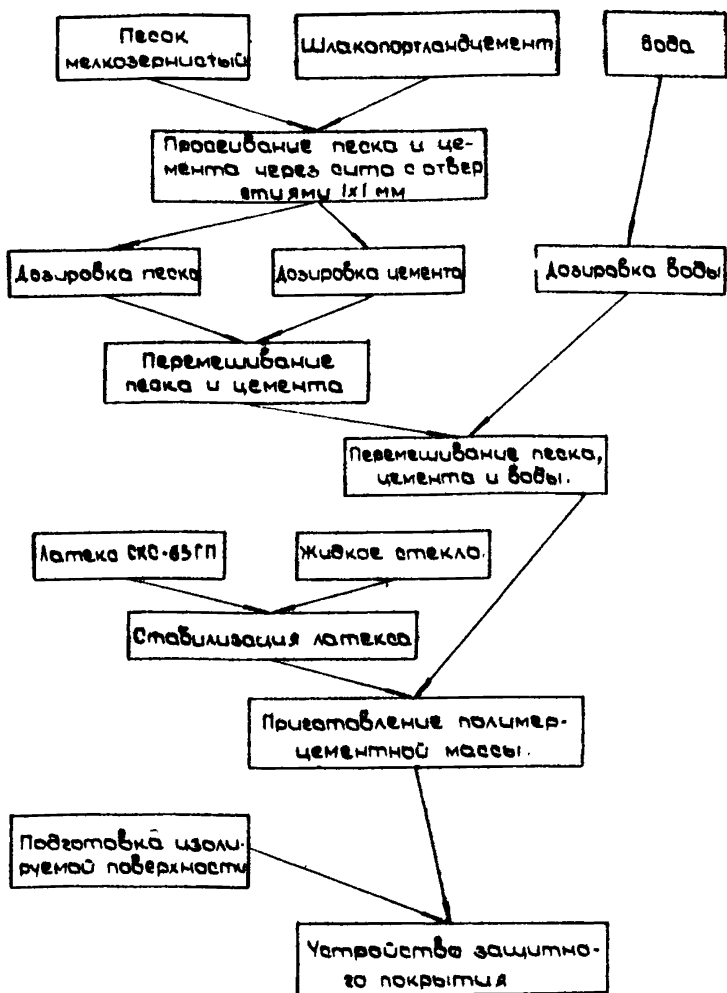 Песок
мелкозернистый
Шлакопортландцемент
вода
Просеивание песка и це-
мента через сита с отвер
стиями 1х1 мм
Дозировка песка
Дозировка цемента
Дозировка воды
Перемешивание
песка и цемента
Перемешивание песка,
цемента и воды.
Латекс СКС-65ГП
Жидкое стекло.
Стабилизация латекса
Приготовление полимер-
цементной массы.
Подготовка изоли-
руемой поверхности
Устройство защитно-
го покрытия